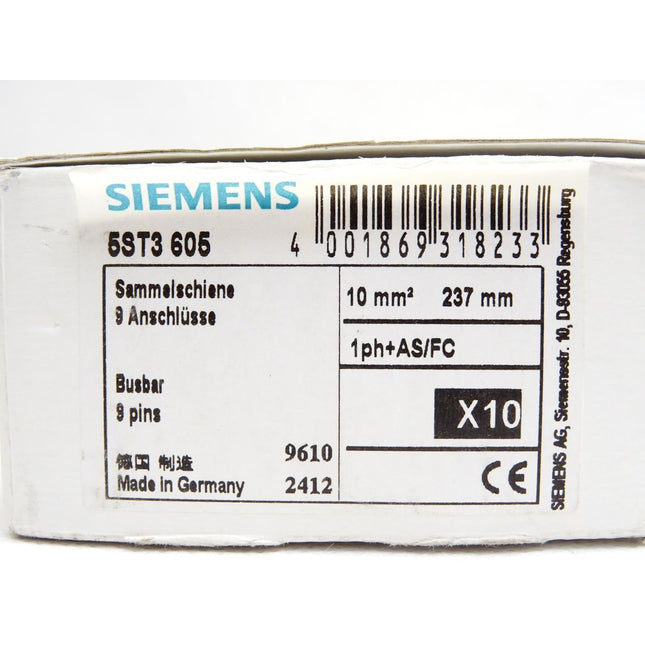 SIEMENS
5ST3 605
4 001869 318233
Sammelschiene
9 Anschlüsse
10 mm² 237 mm
1ph+AS/FC
Busbar
9 pins
X10
德国 制造
Made in Germany
9610
2412
CE
SIEMENS AG, Siemensstr. 10, D-93055 Regensburg